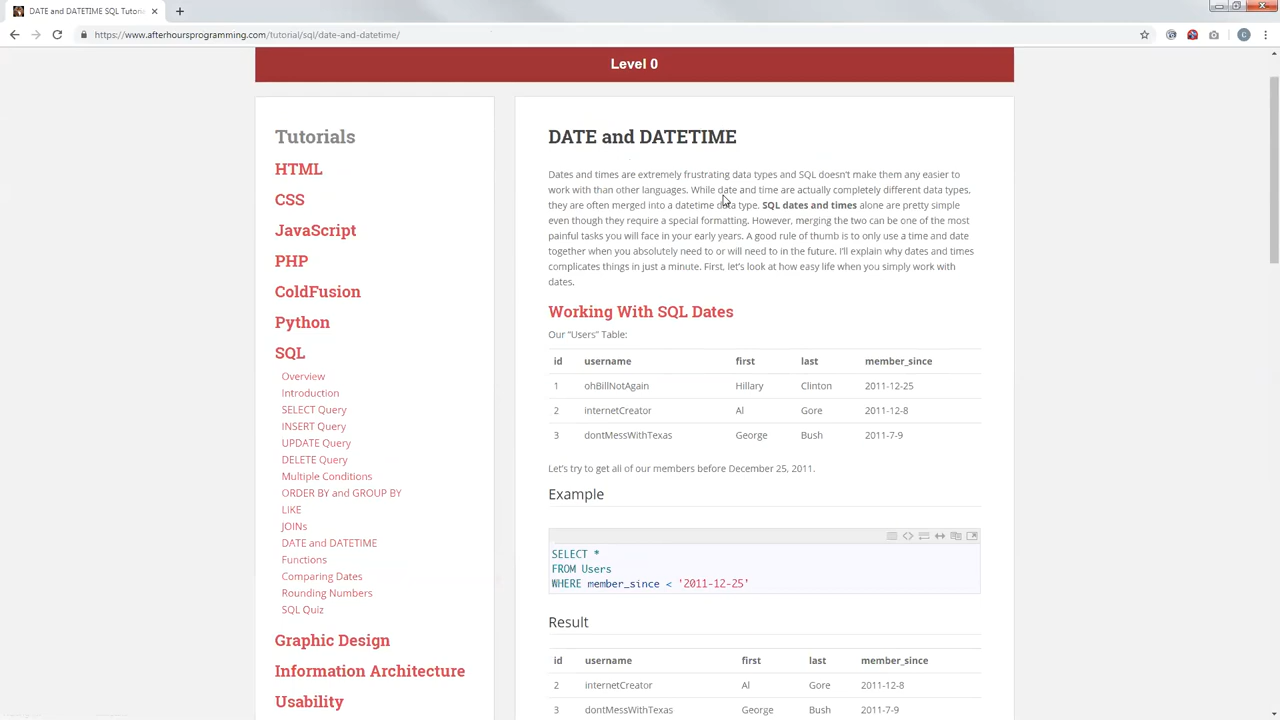 DATE and DATETIME SQL Tutori
https://www.afterhoursprogramming.com/tutorial/sql/date-and-datetime/
C
Level 0
Tutorials
HTML
CSS
JavaScript
PHP
ColdFusion
Python
SQL
Overview
Introduction
SELECT Query
INSERT Query
UPDATE Query
DELETE Query
Multiple Conditions
ORDER BY and GROUP BY
LIKE
JOINs
DATE and DATETIME
Functions
Comparing Dates
Rounding Numbers
SQL Quiz
Graphic Design
Information Architecture
Usability
DATE and DATETIME
Dates and times are extremely frustrating data types and SQL doesn't make them any easier to
work with than other languages. While date and time are actually completely different data types,
they are often merged into a datetime data type. SQL dates and times alone are pretty simple
even though they require a special formatting. However, merging the two can be one of the most
painful tasks you will face in your early years. A good rule of thumb is to only use a time and date
together when you absolutely need to or will need to in the future. I'll explain why dates and times
complicates things in just a minute. First, let's look at how easy life when you simply work with
dates.
Working With SQL Dates
Our “Users” Table:
id username first last member_since
1 ohBillNotAgain Hillary Clinton 2011-12-25
2 internetCreator Al Gore 2011-12-8
3 dontMessWithTexas George Bush 2011-7-9
Let's try to get all of our members before December 25, 2011.
Example
SELECT *
FROM Users
WHERE member_since < '2011-12-25'
Result
id username first last member_since
2 internetCreator Al Gore 2011-12-8
3 dontMessWithTexas George Bush 2011-7-9